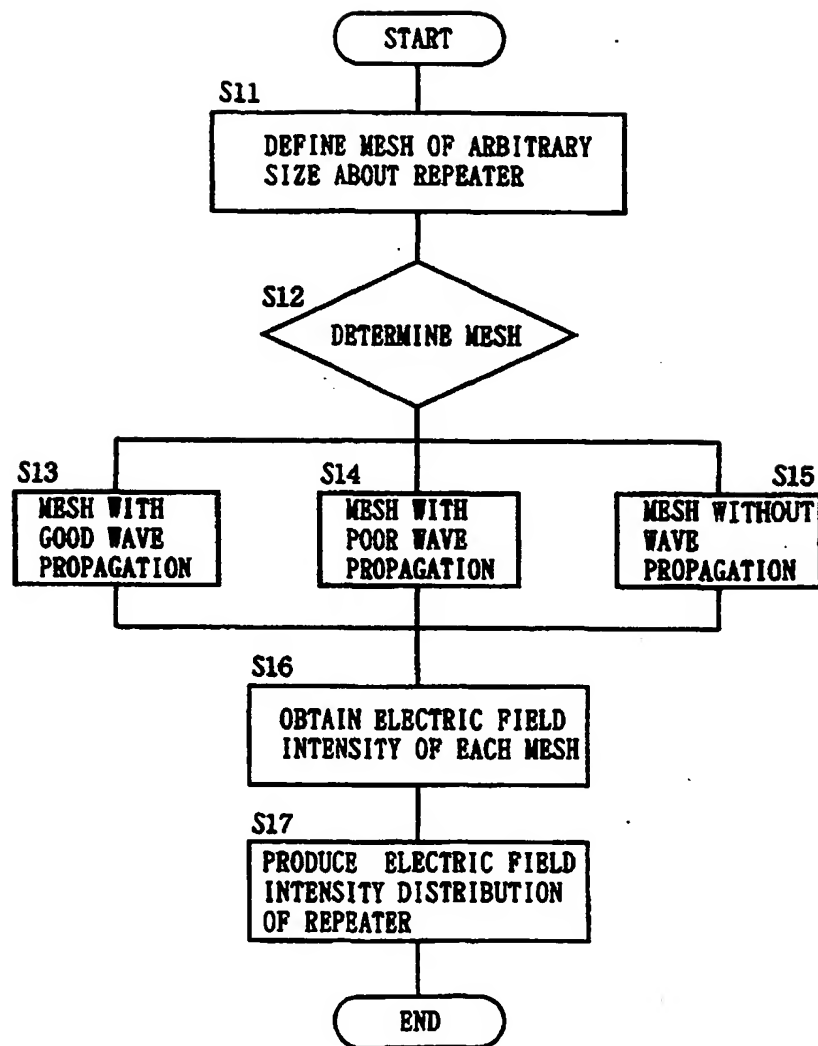 START
S11
DEFINE MESH OF ARBITRARY
SIZE ABOUT REPEATER
S12
DETERMINE MESH
S13
MESH WITH
GOOD WAVE
PROPAGATION
S14
MESH WITH
POOR WAVE
PROPAGATION
S15
MESH WITHOUT
WAVE
PROPAGATION
S16
OBTAIN ELECTRIC FIELD
INTENSITY OF EACH MESH
S17
PRODUCE ELECTRIC FIELD
INTENSITY DISTRIBUTION
OF REPEATER
END